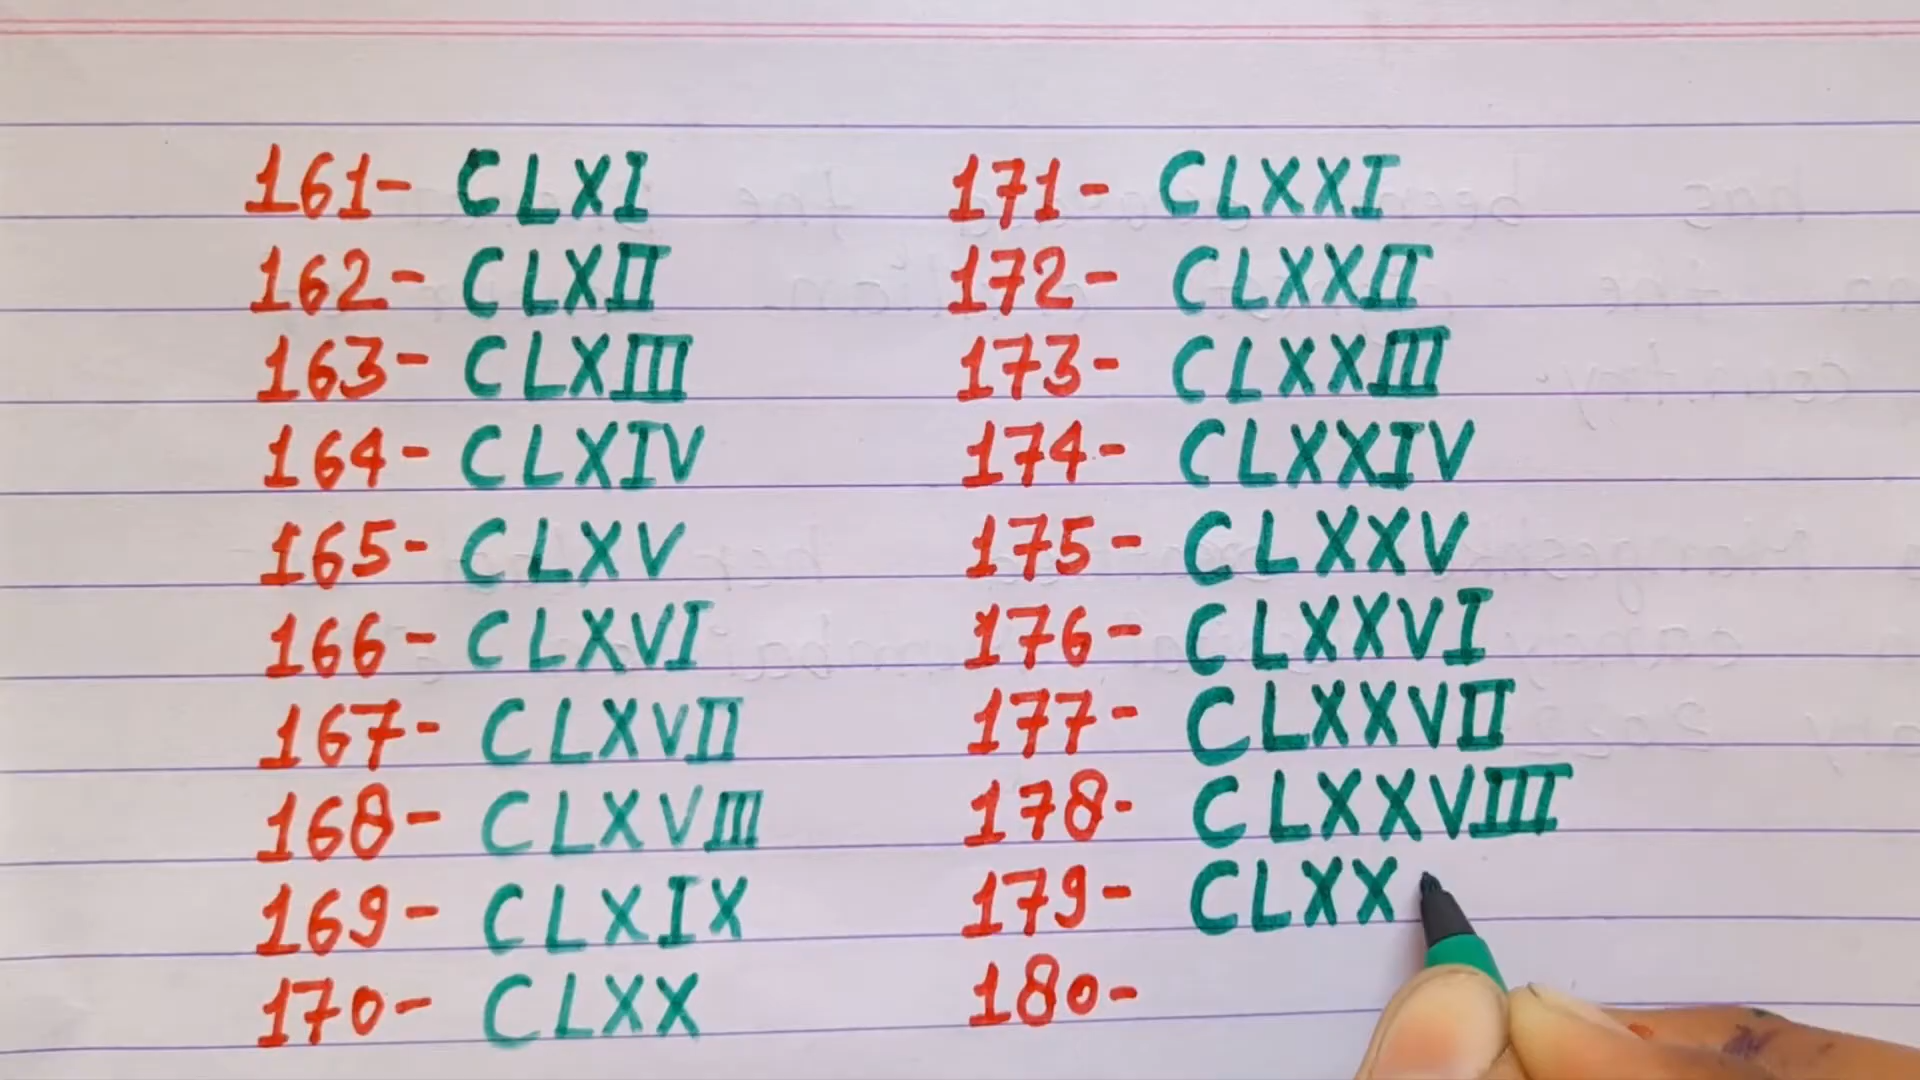 161- CLXI
162- CLXII
163- CLXIII
164- CLXIV
165- CLXV
166- CLXVI
167- CLXVII
168- CLXVIII
169- CLXIX
170- CLXX
171- CLXXI
172- CLXXII
173- CLXXIII
174- CLXXIV
175- CLXXV
176- CLXXVI
177- CLXXVII
178- CLXXVIII
179- CLXX
180-